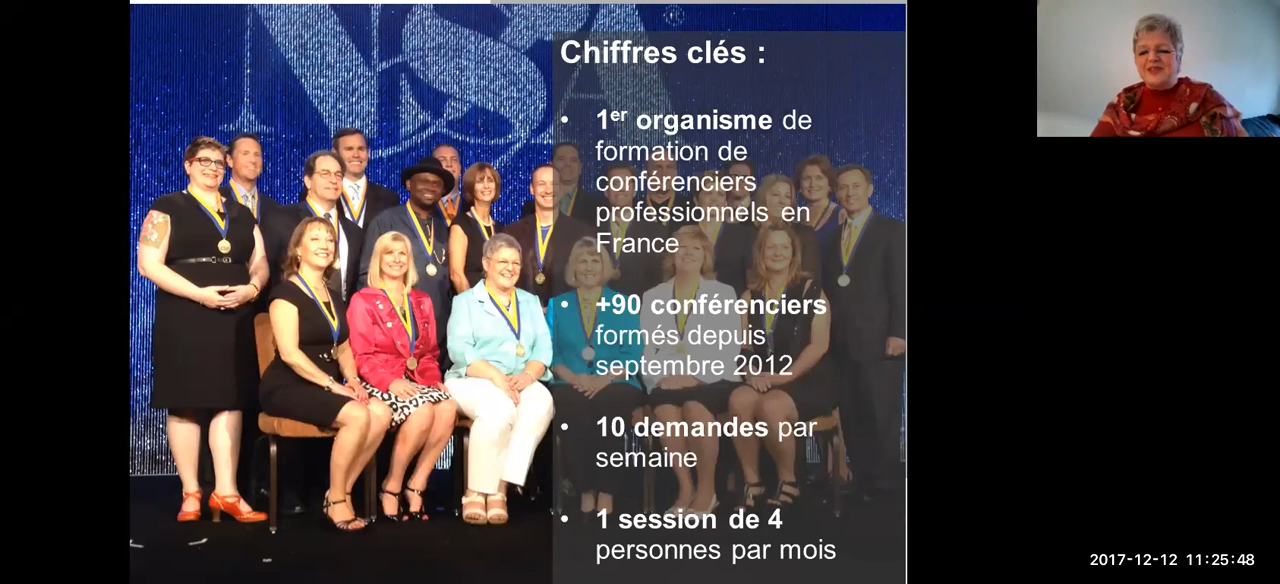 NSA
®
Chiffres clés :
• 1er organisme de
formation de
conférenciers
professionnels en
France
• +90 conférenciers
formés depuis
septembre 2012
• 10 demandes par
semaine
• 1 session de 4
personnes par mois
2017-12-12 11:25:48